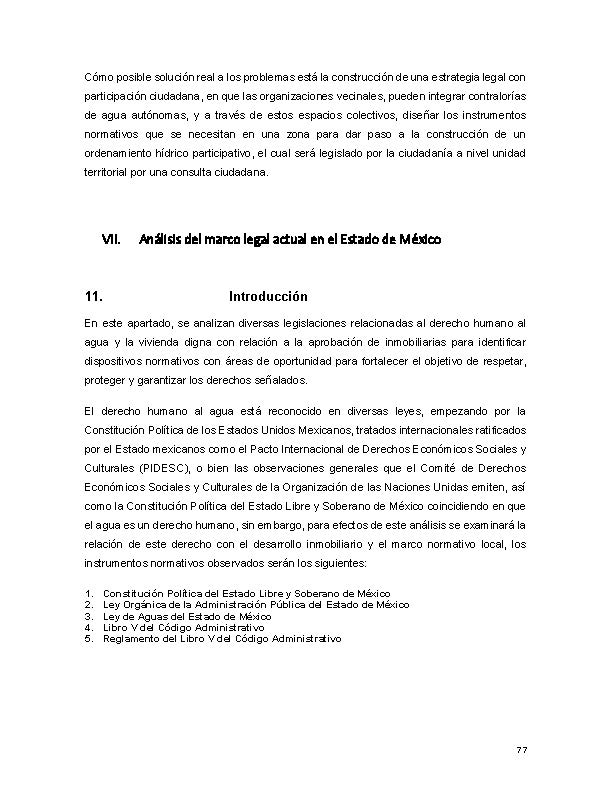 Cómo posible solución real a los problemas está la construcción de una estrategia legal con
participación ciudadana, en que las organizaciones vecinales, pueden integrar contralorías
de agua autónomas, y a través de estos espacios colectivos, diseñar los instrumentos
normativos que se necesitan en una zona para dar paso a la construcción de un
ordenamiento hídrico participativo, el cual será legislado por la ciudadanía a nivel unidad
territorial por una consulta ciudadana.
VII. Análisis del marco legal actual en el Estado de México
11. Introducción
En este apartado, se analizan diversas legislaciones relacionadas al derecho humano al
agua y la vivienda digna con relación a la aprobación de inmobiliarias para identificar
dispositivos normativos con áreas de oportunidad para fortalecer el objetivo de respetar,
proteger y garantizar los derechos señalados.
El derecho humano al agua está reconocido en diversas leyes, empezando por la
Constitución Política de los Estados Unidos Mexicanos, tratados internacionales ratificados
por el Estado mexicanos como el Pacto Internacional de Derechos Económicos Sociales y
Culturales (PIDESC), o bien las observaciones generales que el Comité de Derechos
Económicos Sociales y Culturales de la Organización de las Naciones Unidas emiten, así
como la Constitución Política del Estado Libre y Soberano de México coincidiendo en que
el agua es un derecho humano, sin embargo, para efectos de este análisis se examinará la
relación de este derecho con el desarrollo inmobiliario y el marco normativo local, los
instrumentos normativos observados serán los siguientes:
1. Constitución Política del Estado Libre y Soberano de México
2. Ley Orgánica de la Administración Pública del Estado de México
3. Ley de Aguas del Estado de México
4. Libro V del Código Administrativo
5. Reglamento del Libro V del Código Administrativo
77